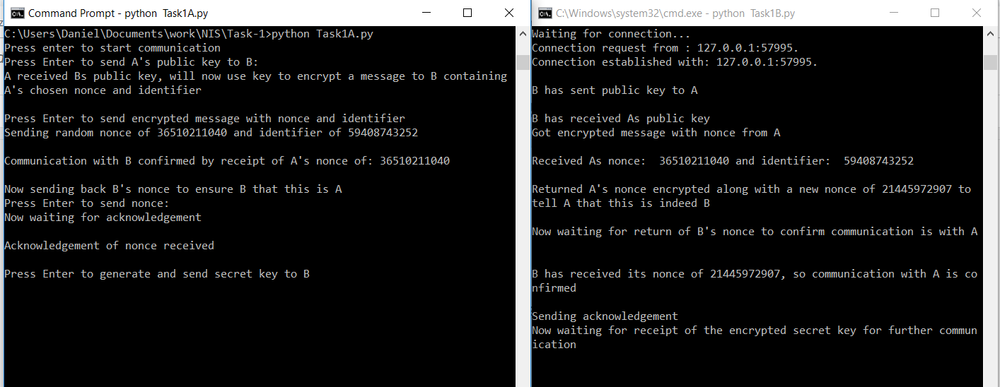 Command Prompt - python  Task1A.py
C:\Users\Daniel\Documents\work\NIS\Task-1>python Task1A.py
Press enter to start communication
Press Enter to send A's public key to B:
A received Bs public key, will now use key to encrypt a message to B containing
A's chosen nonce and identifier
Press Enter to send encrypted message with nonce and identifier
Sending random nonce of 36510211040 and identifier of 59408743252
Communication with B confirmed by receipt of A's nonce of: 36510211040
Now sending back B's nonce to ensure B that this is A
Press Enter to send nonce:
Now waiting for acknowledgement
Acknowledgement of nonce received
Press Enter to generate and send secret key to B
C:\Windows\system32\cmd.exe - python  Task1B.py
Waiting for connection...
Connection request from : 127.0.0.1:57995.
Connection established with: 127.0.0.1:57995.
B has sent public key to A
B has received As public key
Got encrypted message with nonce from A
Received As nonce:  36510211040 and identifier:  59408743252
Returned A's nonce encrypted along with a new nonce of 21445972907 to
tell A that this is indeed B
Now waiting for return of B's nonce to confirm communication is with A
B has received its nonce of 21445972907, so communication with A is co
nfirmed
Sending acknowledgement
Now waiting for receipt of the encrypted secret key for further commun
ication